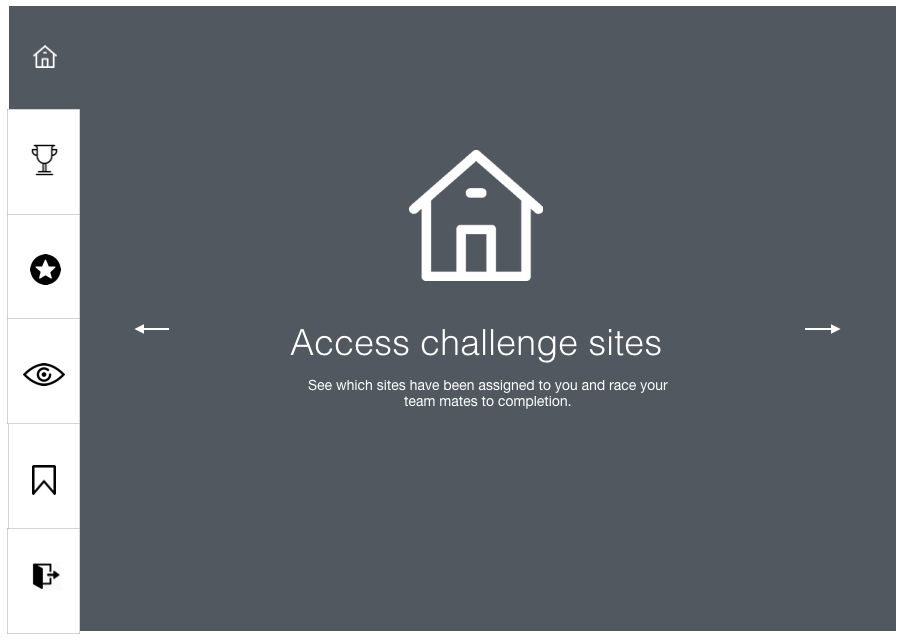 Access challenge sites
See which sites have been assigned to you and race your
team mates to completion.